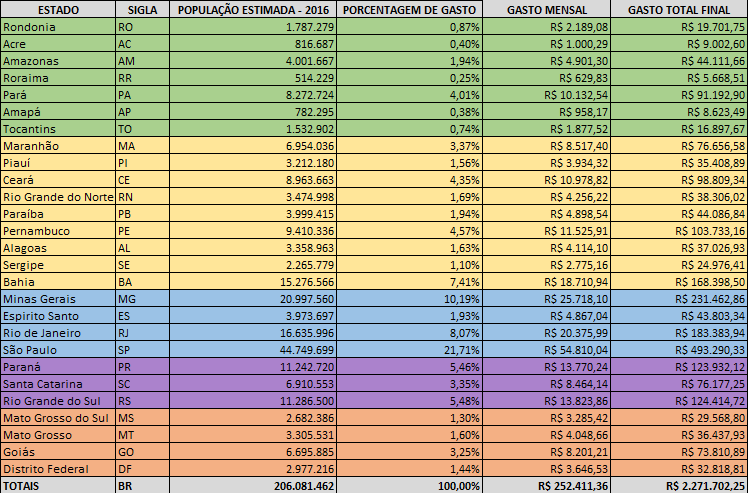 ESTADO SIGLA POPULAÇÃO ESTIMADA - 2016 PORCENTAGEM DE GASTO GASTO MENSAL GASTO TOTAL FINAL
Rondonia RO 1.787.279 0,87% R$ 2.189,08 R$ 19.701,75
Acre AC 816.687 0,40% R$ 1.000,29 R$ 9.002,60
Amazonas AM 4.001.667 1,94% R$ 4.901,30 R$ 44.111,66
Roraima RR 514.229 0,25% R$ 629,83 R$ 5.668,51
Pará PA 8.272.724 4,01% R$ 10.132,54 R$ 91.192,90
Amapá AP 782.295 0,38% R$ 958,17 R$ 8.623,49
Tocantins TO 1.532.902 0,74% R$ 1.877,52 R$ 16.897,67
Maranhão MA 6.954.036 3,37% R$ 8.517,40 R$ 76.656,58
Piauí PI 3.212.180 1,56% R$ 3.934,32 R$ 35.408,89
Ceará CE 8.963.663 4,35% R$ 10.978,82 R$ 98.809,34
Rio Grande do Norte RN 3.474.998 1,69% R$ 4.256,22 R$ 38.306,02
Paraíba PB 3.999.415 1,94% R$ 4.898,54 R$ 44.086,84
Pernambuco PE 9.410.336 4,57% R$ 11.525,91 R$ 103.733,16
Alagoas AL 3.358.963 1,63% R$ 4.114,10 R$ 37.026,93
Sergipe SE 2.265.779 1,10% R$ 2.775,16 R$ 24.976,41
Bahia BA 15.276.566 7,41% R$ 18.710,94 R$ 168.398,50
Minas Gerais MG 20.997.560 10,19% R$ 25.718,10 R$ 231.462,86
Espirito Santo ES 3.973.697 1,93% R$ 4.867,04 R$ 43.803,34
Rio de Janeiro RJ 16.635.996 8,07% R$ 20.375,99 R$ 183.383,94
São Paulo SP 44.749.699 21,71% R$ 54.810,04 R$ 493.290,33
Paraná PR 11.242.720 5,46% R$ 13.770,24 R$ 123.932,12
Santa Catarina SC 6.910.553 3,35% R$ 8.464,14 R$ 76.177,25
Rio Grande do Sul RS 11.286.500 5,48% R$ 13.823,86 R$ 124.414,72
Mato Grosso do Sul MS 2.682.386 1,30% R$ 3.285,42 R$ 29.568,80
Mato Grosso MT 3.305.531 1,60% R$ 4.048,66 R$ 36.437,93
Goiás GO 6.695.885 3,25% R$ 8.201,21 R$ 73.810,89
Distrito Federal DF 2.977.216 1,44% R$ 3.646,53 R$ 32.818,81
TOTAIS BR 206.081.462 100,00% R$ 252.411,36 R$ 2.271.702,25